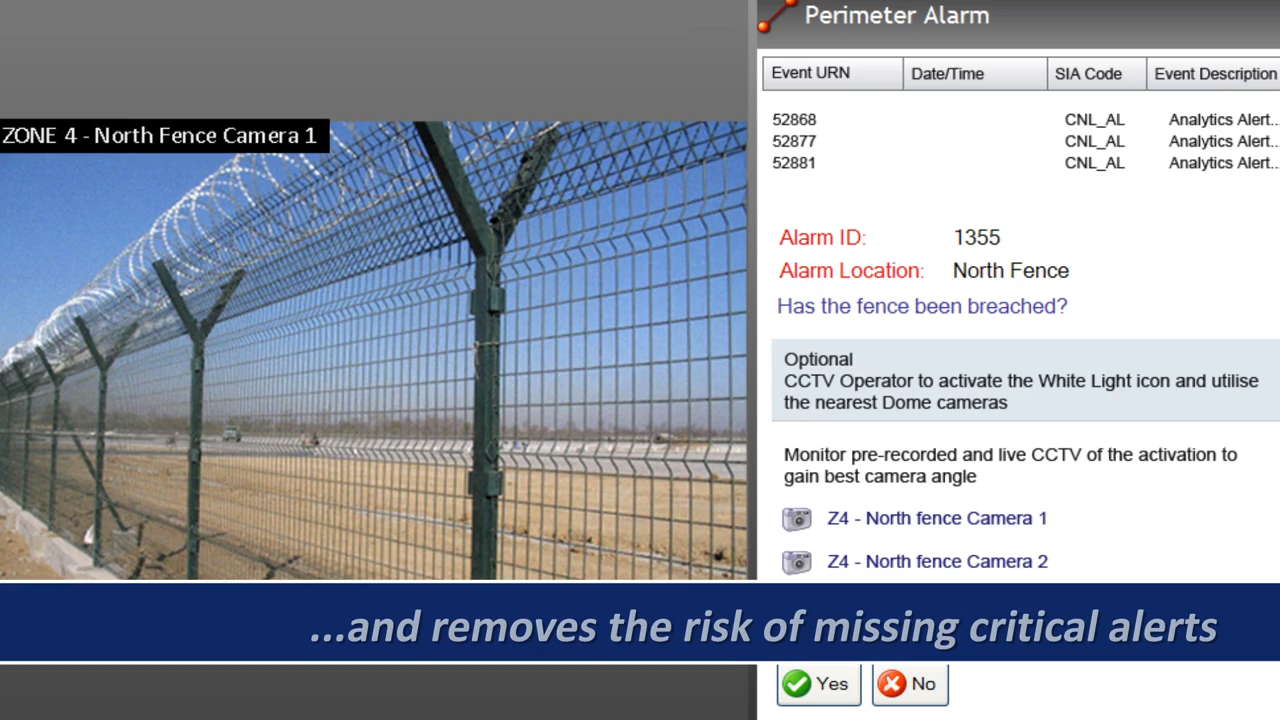 ZONE 4 - North Fence Camera 1
Perimeter Alarm
Event URN Date/Time SIA Code Event Description
52868 CNL_AL Analytics Alert...
52877 CNL_AL Analytics Alert...
52881 CNL_AL Analytics Alert...
Alarm ID: 1355
Alarm Location: North Fence
Has the fence been breached?
Optional
CCTV Operator to activate the White Light icon and utilise
the nearest Dome cameras
Monitor pre-recorded and live CCTV of the activation to
gain best camera angle
Z4 - North fence Camera 1
Z4 - North fence Camera 2
...and removes the risk of missing critical alerts
Yes No